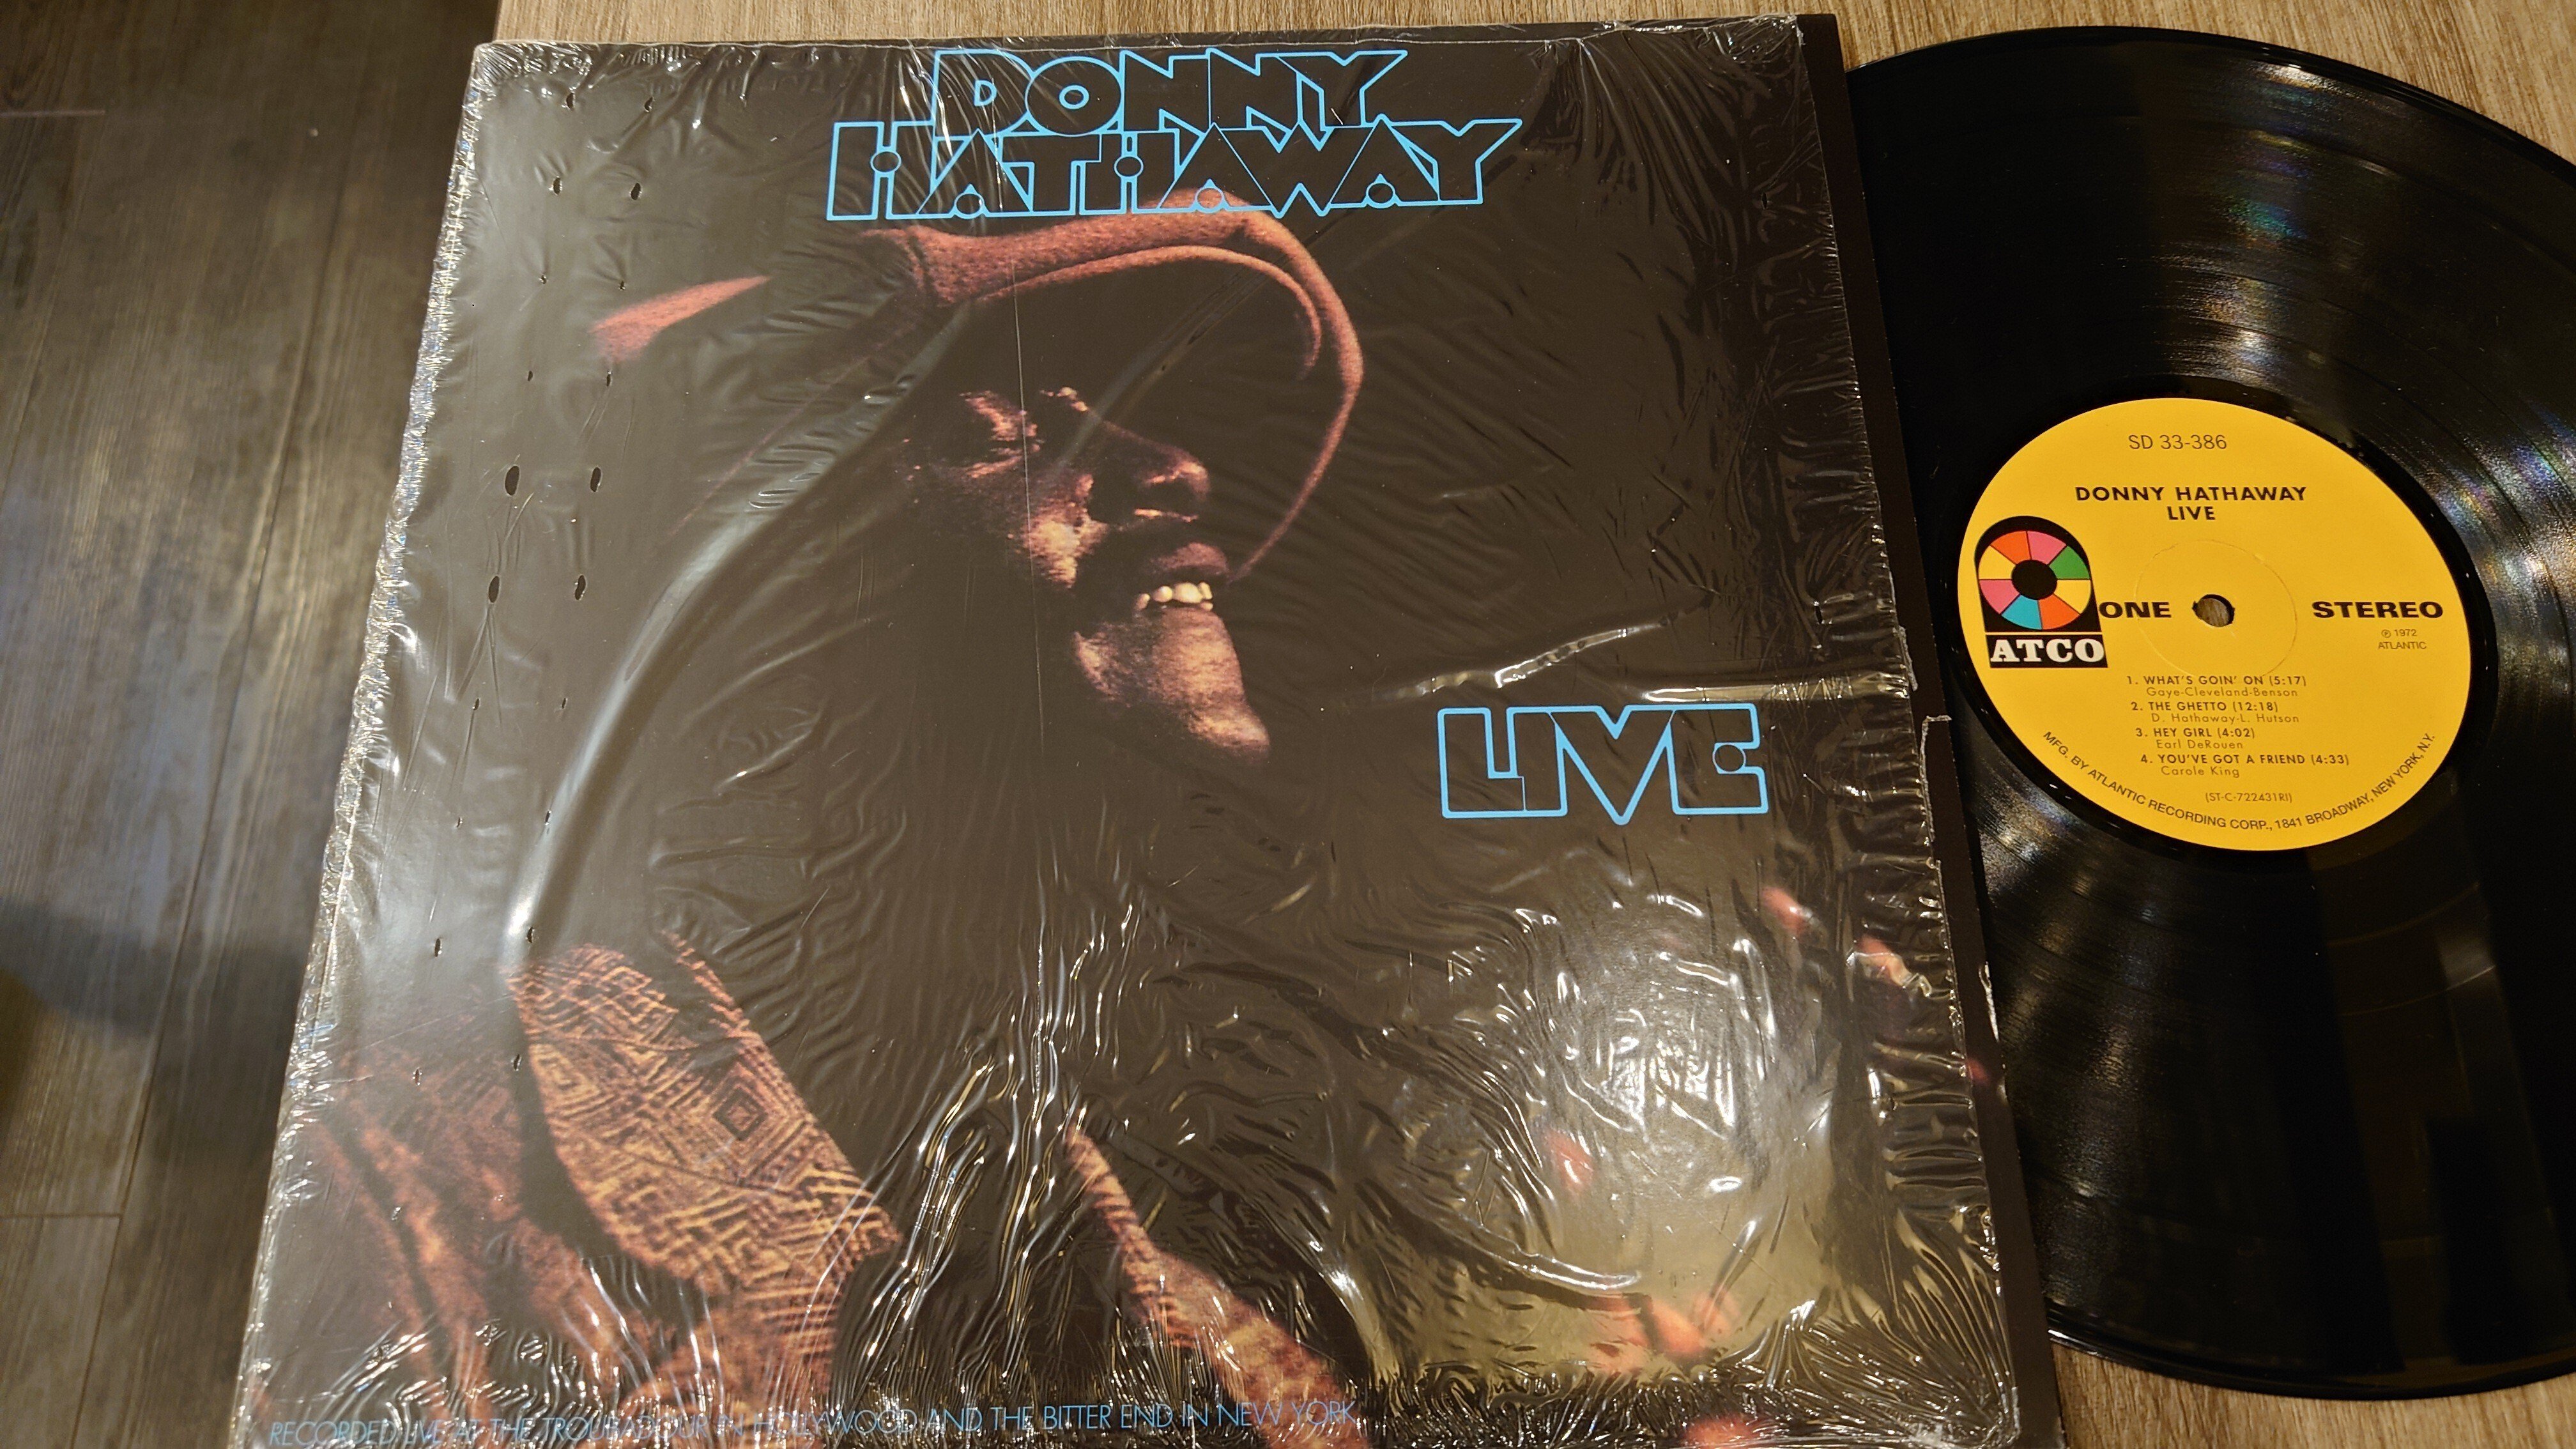 DONNY
HATHAWAY
LIVE
RECORDED LIVE AT THE TROUBADOUR IN HOLLYWOOD AND THE BITTER END IN NEW YORK
SD 33-386
DONNY HATHAWAY
LIVE
ATCO
ONE
STEREO
℗ 1972
ATLANTIC
1. WHAT'S GOIN' ON (5:17)
Gaye-Cleveland-Benson
2. THE GHETTO (12:18)
D. Hathaway-L. Hutson
3. HEY GIRL (4:02)
Earl DeRouen
4. YOU'VE GOT A FRIEND (4:33)
Carole King
(ST-C-722431RI)
MFG. BY ATLANTIC RECORDING CORP., 1841 BROADWAY, NEW YORK, N.Y.